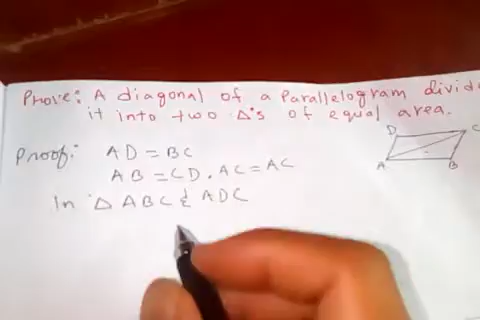 Prove: A diagonal of a Parallelogram divid
it into two Δ's of equal area.
D C
A B
Proof: AD = BC
AB = CD, AC = AC
In Δ ABC & ADC